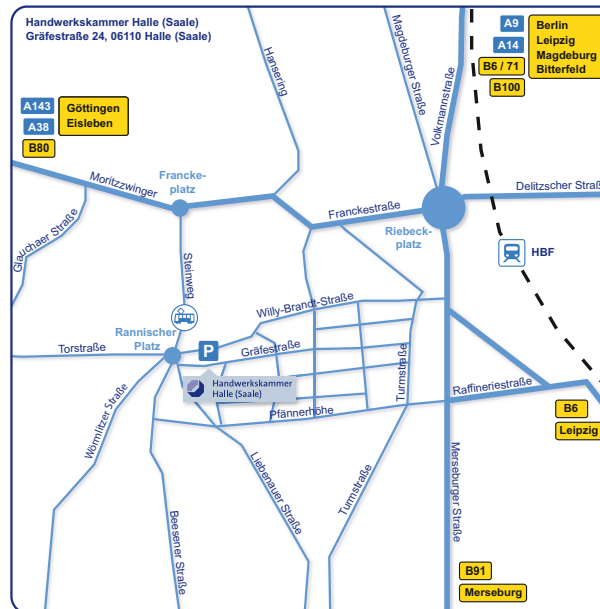 Handwerkskammer Halle (Saale)
Gräfestraße 24, 06110 Halle (Saale)
A9
A14
B6 / 71
B100
Berlin
Leipzig
Magdeburg
Bitterfeld
A143
A38
B80
Göttingen
Eisleben
Hansering
Magdeburger Straße
Volkmannstraße
Moritzzwinger
Francke-
platz
Franckestraße
Delitzscher Straß
Glauchaer Straße
Riebeck-
platz
HBF
Steinweg
Willy-Brandt-Straße
Rannischer
Platz
Torstraße
P
Gräfestraße
Handwerkskammer
Halle (Saale)
Turmstraße
Raffineriestraße
Pfännerhöhe
Wörmlitzer Straße
B6
Leipzig
Liebenauer Straße
Turmstraße
Merseburger Straße
Beesener Straße
B91
Merseburg